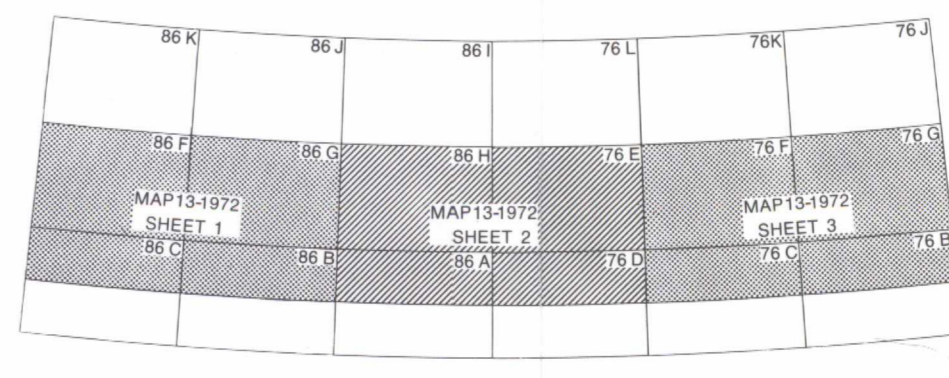 86 K 86 J 86 I 76 L 76K 76 J
86 F 86 G 86 H 76 E 76 F 76 G
MAP13-1972 MAP13-1972 MAP13-1972
SHEET 1 SHEET 2 SHEET 3
86 C 86 B 86 A 76 D 76 C 76 B